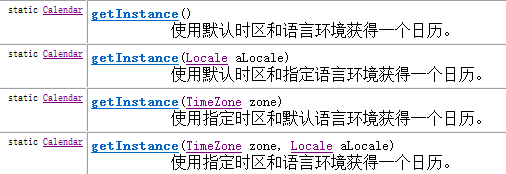 static Calendar getInstance()
使用默认时区和语言环境获得一个日历。
static Calendar getInstance(Locale aLocale)
使用默认时区和指定语言环境获得一个日历。
static Calendar getInstance(TimeZone zone)
使用指定时区和默认语言环境获得一个日历。
static Calendar getInstance(TimeZone zone, Locale aLocale)
使用指定时区和语言环境获得一个日历。